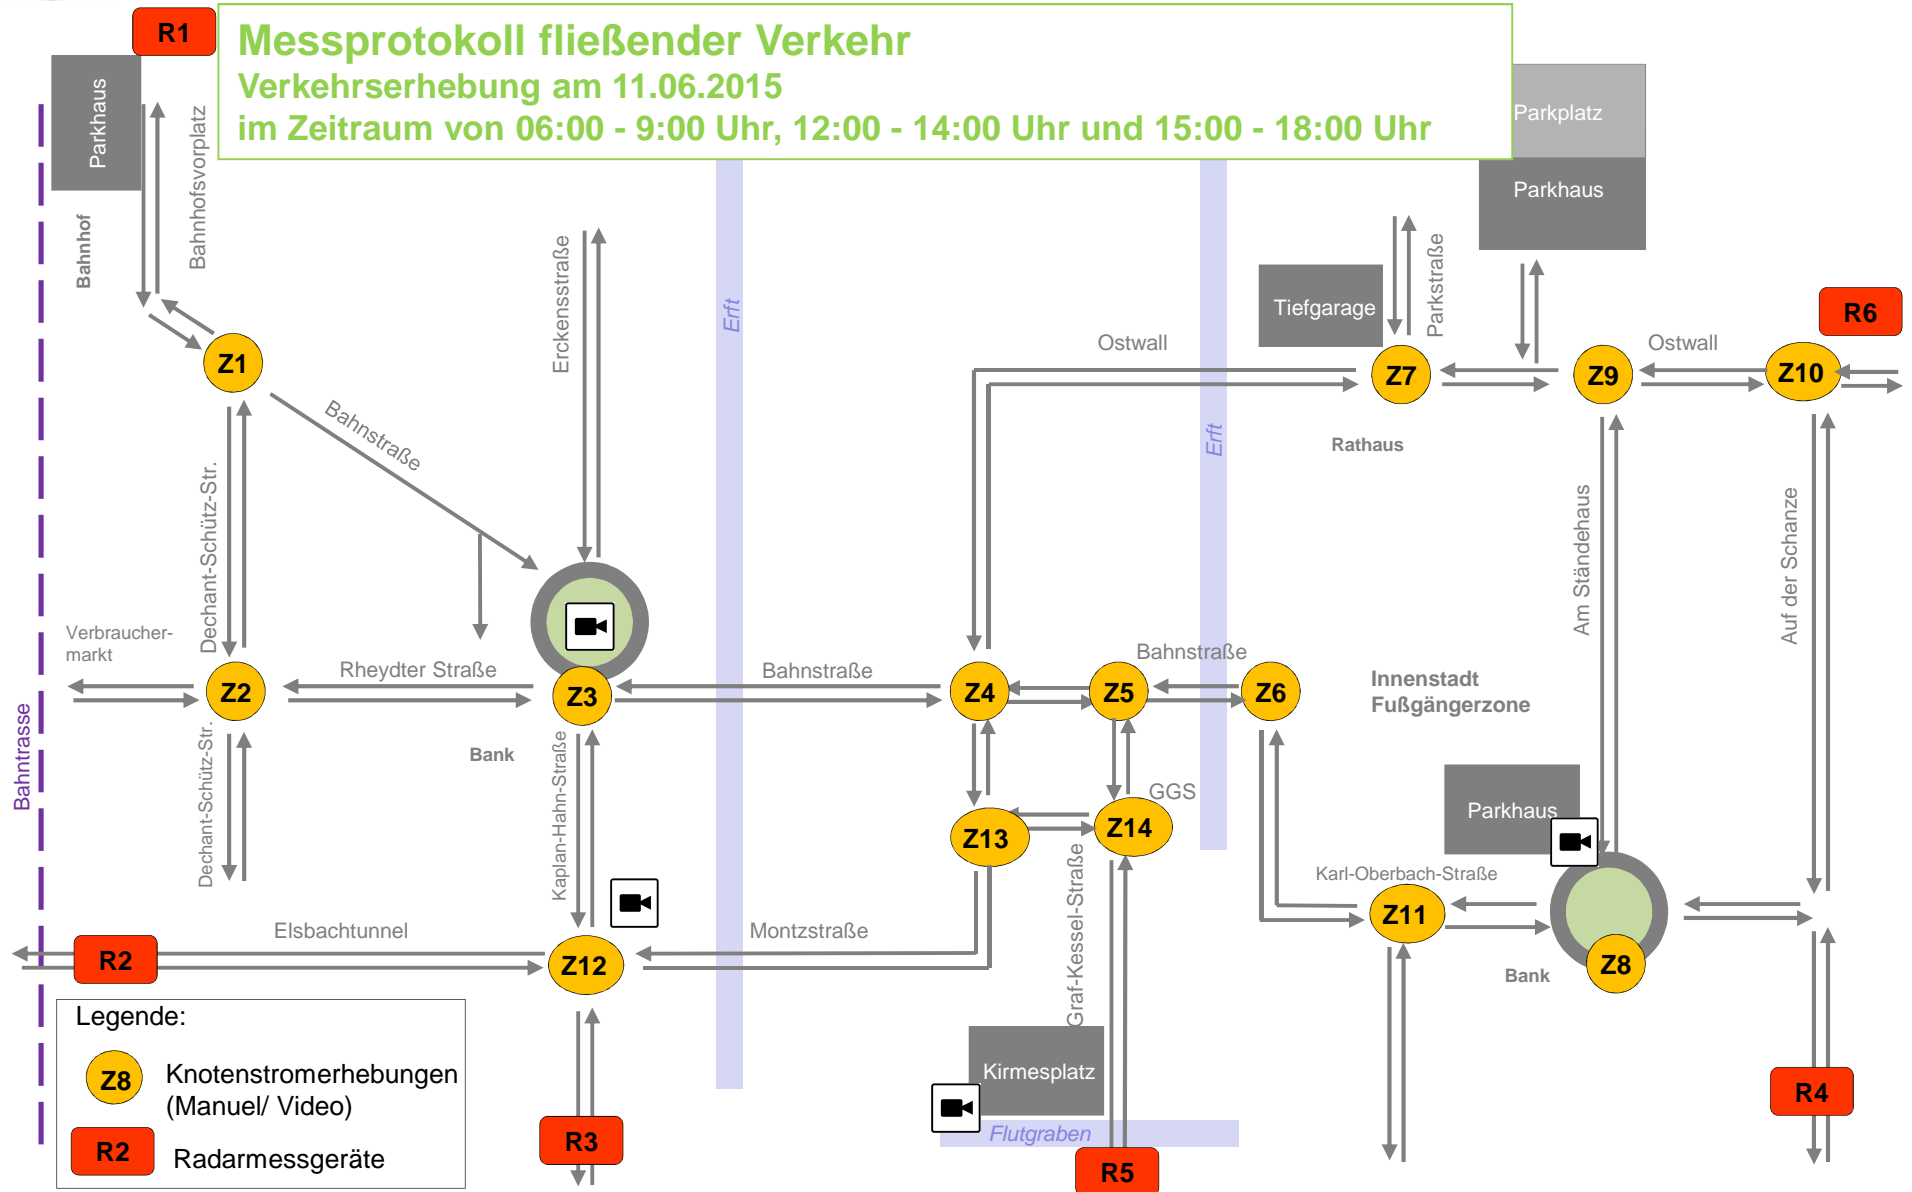 R1
Messprotokoll fließender Verkehr
Verkehrserhebung am 11.06.2015
im Zeitraum von 06:00 - 9:00 Uhr, 12:00 - 14:00 Uhr und 15:00 - 18:00 Uhr
Parkhaus
Bahnhofsvorplatz
Bahnhof
Parkplatz
Parkhaus
Erckensstraße
Erft
Tiefgarage
Parkstraße
R6
Ostwall
Ostwall
Z1
Z7
Z9
Z10
Bahnstraße
Erft
Rathaus
Dechant-Schütz-Str.
Am Ständehaus
Auf der Schanze
Verbraucher-
markt
Rheydter Straße
Bahnstraße
Bahnstraße
Z2
Z3
Z4
Z5
Z6
Innenstadt
Fußgängerzone
Bahntrasse
Dechant-Schütz-Str.
Bank
Kaplan-Hahn-Straße
GGS
Parkhaus
Z13
Z14
Karl-Oberbach-Straße
Graf-Kessel-Straße
Z11
Elsbachtunnel
Montzstraße
R2
Z12
Bank
Z8
Legende:
Z8
Knotenstromerhebungen
(Manuel/ Video)
R2
Radarmessgeräte
Kirmesplatz
R4
Flutgraben
R3
R5